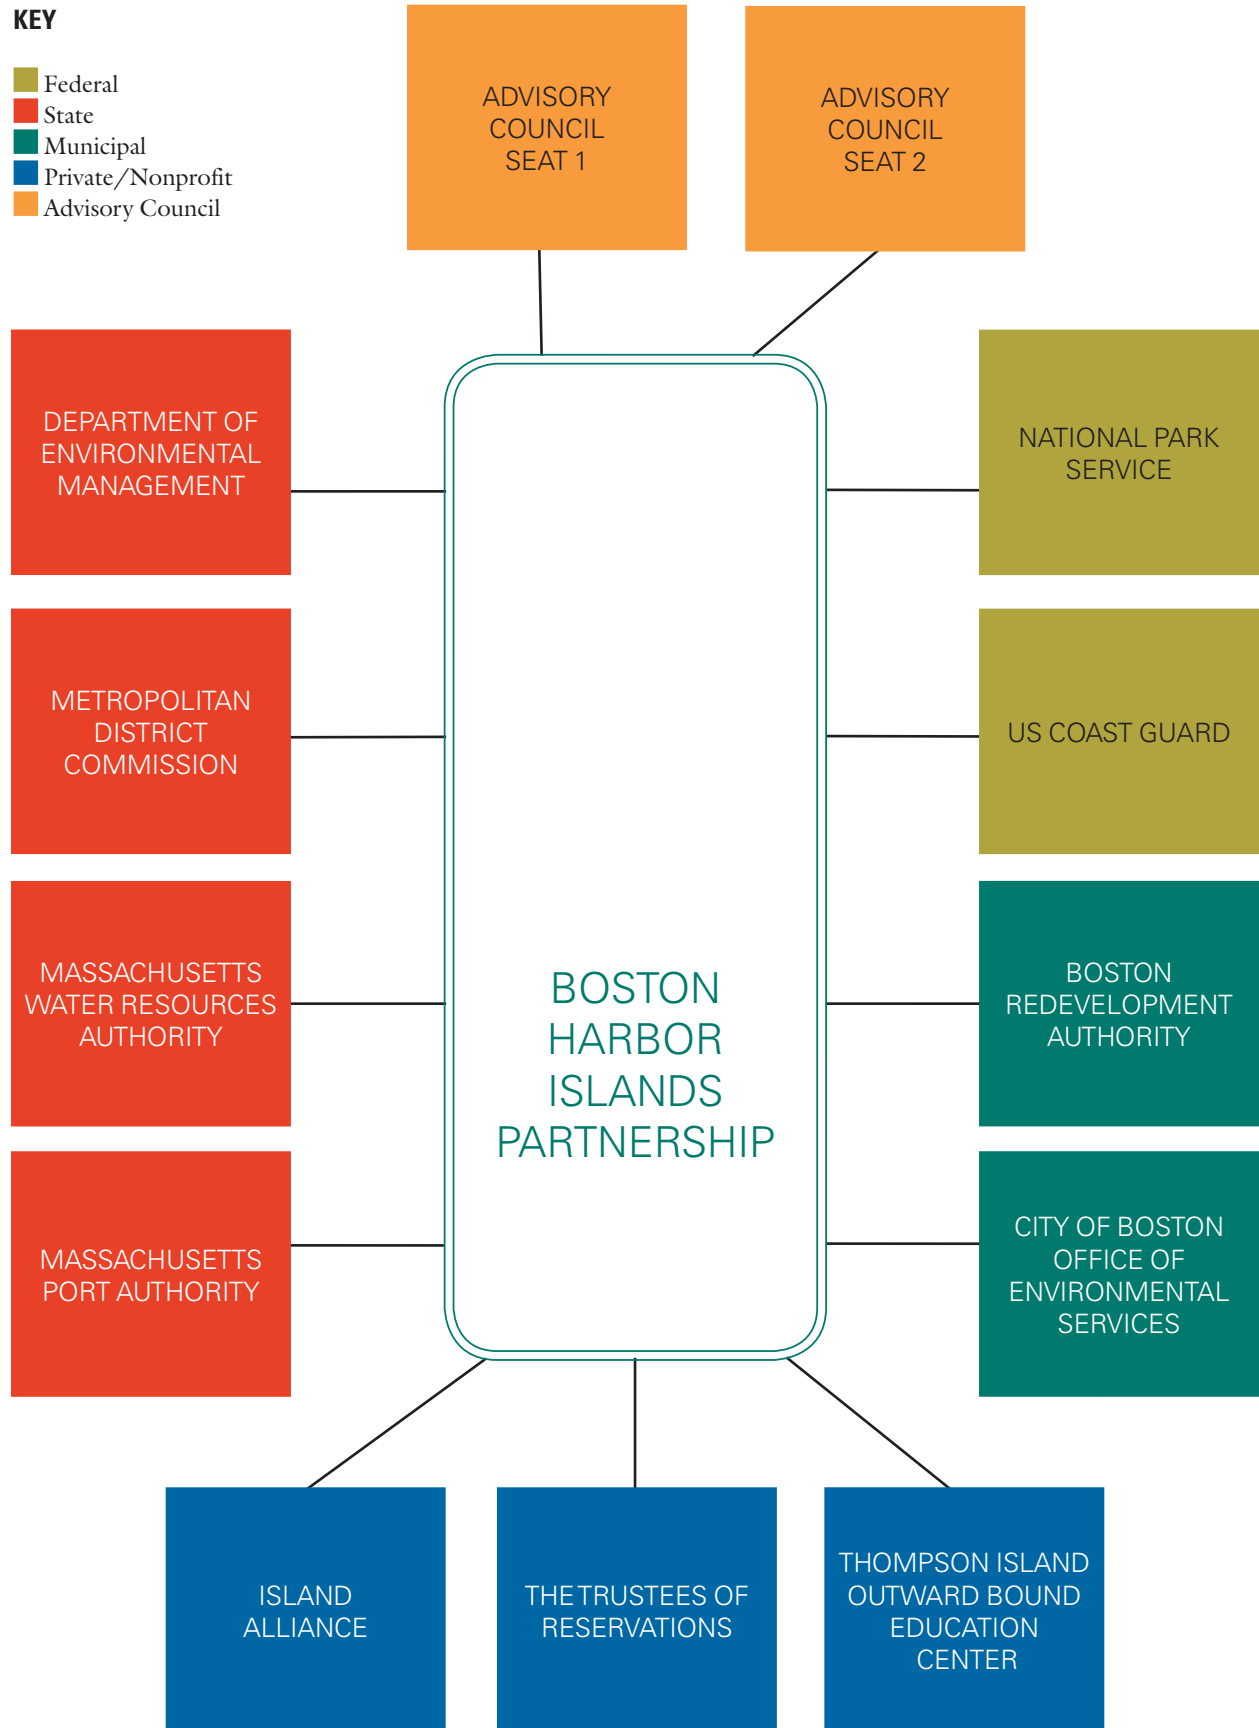 KEY
Federal
State
Municipal
Private/Nonprofit
Advisory Council
ADVISORY
COUNCIL
SEAT 1
ADVISORY
COUNCIL
SEAT 2
DEPARTMENT OF
ENVIRONMENTAL
MANAGEMENT
NATIONAL PARK
SERVICE
METROPOLITAN
DISTRICT
COMMISSION
US COAST GUARD
MASSACHUSETTS
WATER RESOURCES
AUTHORITY
BOSTON
HARBOR
ISLANDS
PARTNERSHIP
BOSTON
REDEVELOPMENT
AUTHORITY
MASSACHUSETTS
PORT AUTHORITY
CITY OF BOSTON
OFFICE OF
ENVIRONMENTAL
SERVICES
ISLAND
ALLIANCE
THE TRUSTEES OF
RESERVATIONS
THOMPSON ISLAND
OUTWARD BOUND
EDUCATION
CENTER